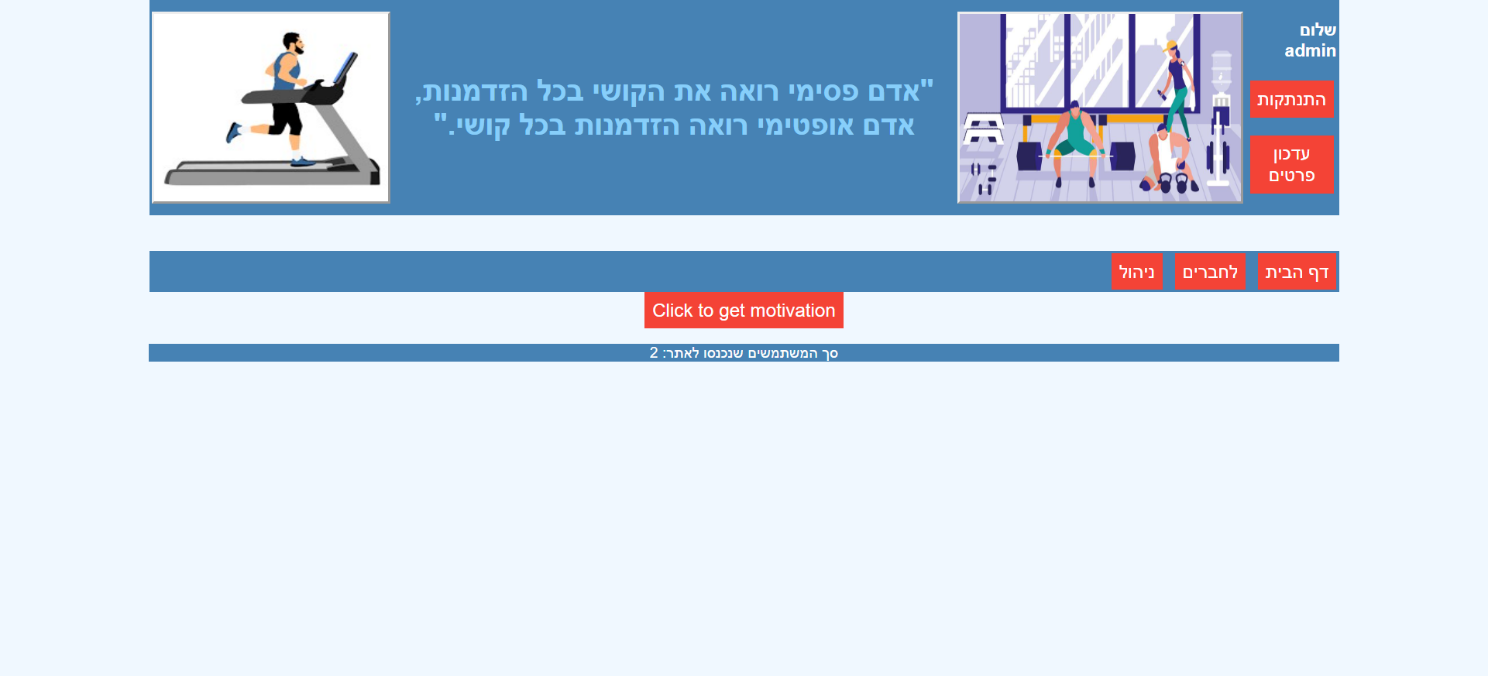 שלום
admin
התנתקות
עדכון
פרטים
"אדם פסימי רואה את הקושי בכל הזדמנות,
אדם אופטימי רואה הזדמנות בכל קושי."
דף הבית
לחברים
ניהול
Click to get motivation
סך המשתמשים שנכנסו לאתר: 2